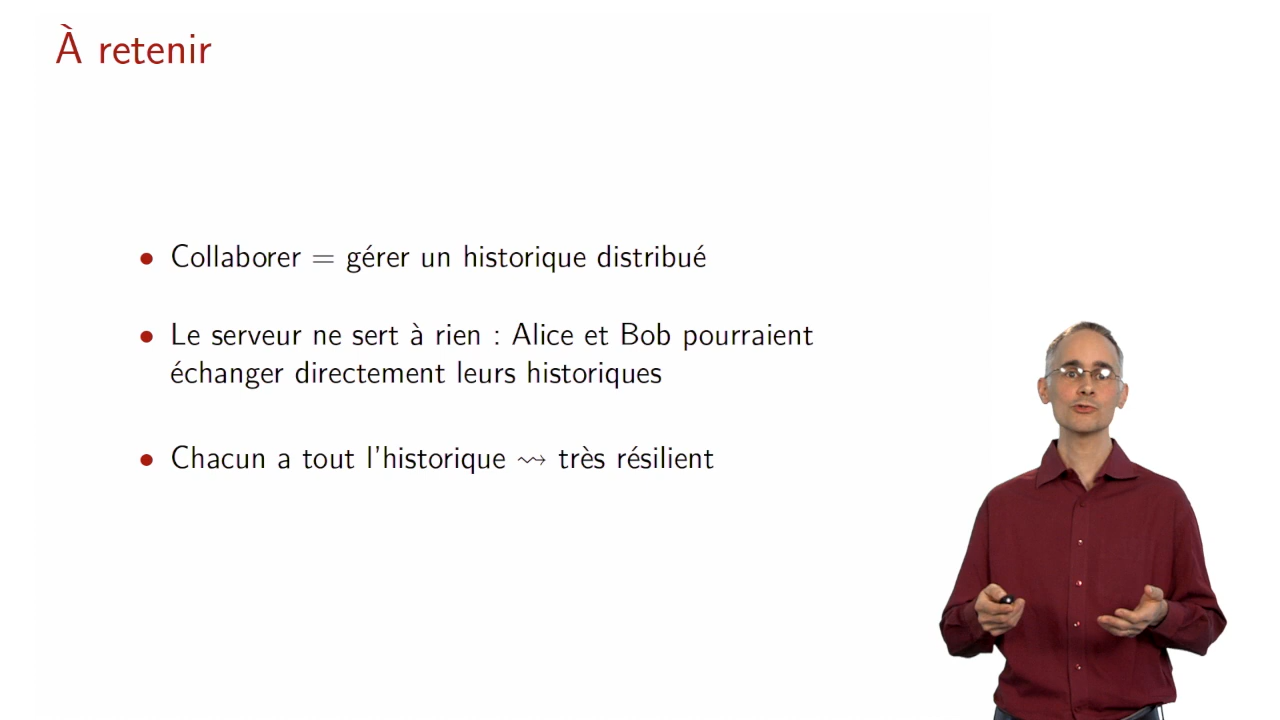 À retenir
• Collaborer = gérer un historique distribué
• Le serveur ne sert à rien : Alice et Bob pourraient
échanger directement leurs historiques
• Chacun a tout l'historique ⇝ très résilient